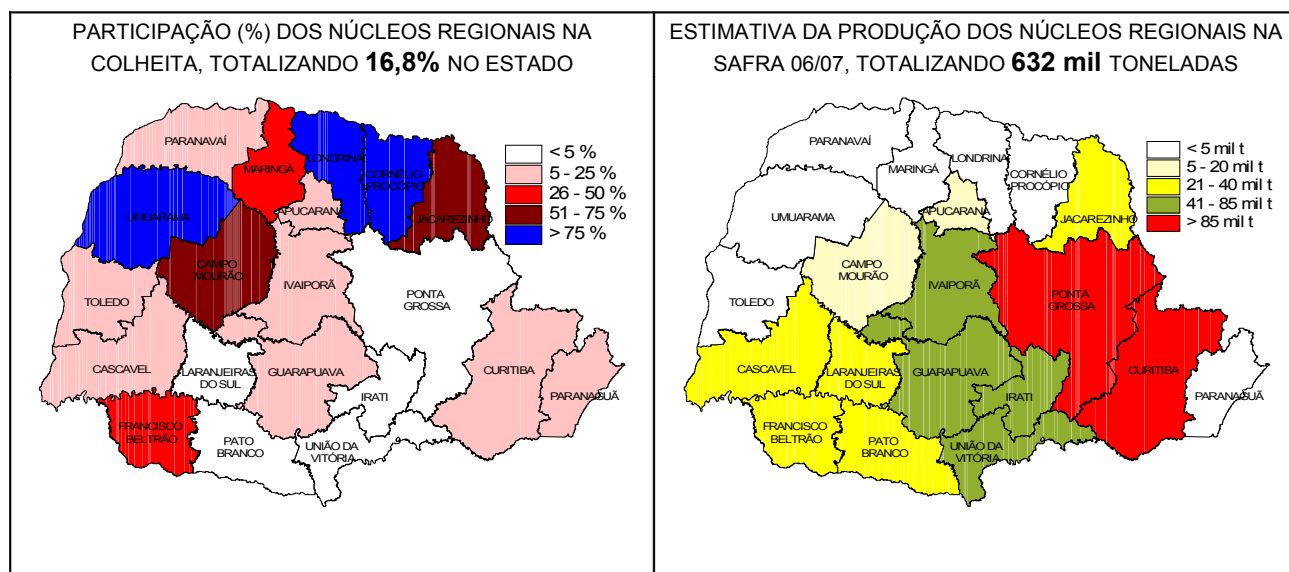 PARTICIPAÇÃO (%) DOS NÚCLEOS REGIONAIS NA
COLHEITA, TOTALIZANDO 16,8% NO ESTADO
PARANAVAÍ
MARINGÁ
LONDRINA
CORNÉLIO
PROCÓPIO
JACAREZINHO
UMUARAMA
APUCARANA
CAMPO
MOURÃO
IVAIPORÃ
PONTA
GROSSA
TOLEDO
CASCAVEL
LARANJEIRAS
DO SUL
GUARAPUAVA
IRATI
CURITIBA
PARANAGUÁ
FRANCISCO
BELTRÃO
PATO
BRANCO
UNIÃO DA
VITÓRIA
< 5 %
5 - 25 %
26 - 50 %
51 - 75 %
> 75 %
ESTIMATIVA DA PRODUÇÃO DOS NÚCLEOS REGIONAIS NA
SAFRA 06/07, TOTALIZANDO 632 mil TONELADAS
PARANAVAÍ
MARINGÁ
LONDRINA
CORNÉLIO
PROCÓPIO
JACAREZINHO
UMUARAMA
APUCARANA
CAMPO
MOURÃO
IVAIPORÃ
PONTA
GROSSA
TOLEDO
CASCAVEL
LARANJEIRAS
DO SUL
GUARAPUAVA
IRATI
CURITIBA
PARANAGUÁ
FRANCISCO
BELTRÃO
PATO
BRANCO
UNIÃO DA
VITÓRIA
< 5 mil t
5 - 20 mil t
21 - 40 mil t
41 - 85 mil t
> 85 mil t